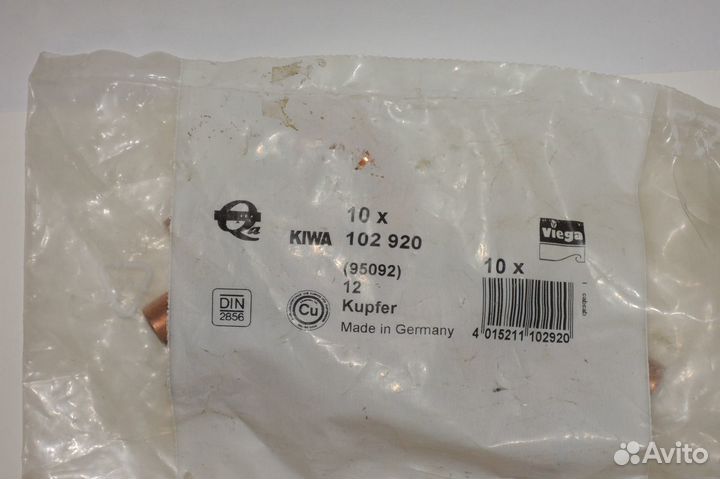 10 x
KIWA 102 920
Viega
(95092)
10 x
12
DIN
2856
Cu
Kupfer
Made in Germany
4 015211 102920
Avito